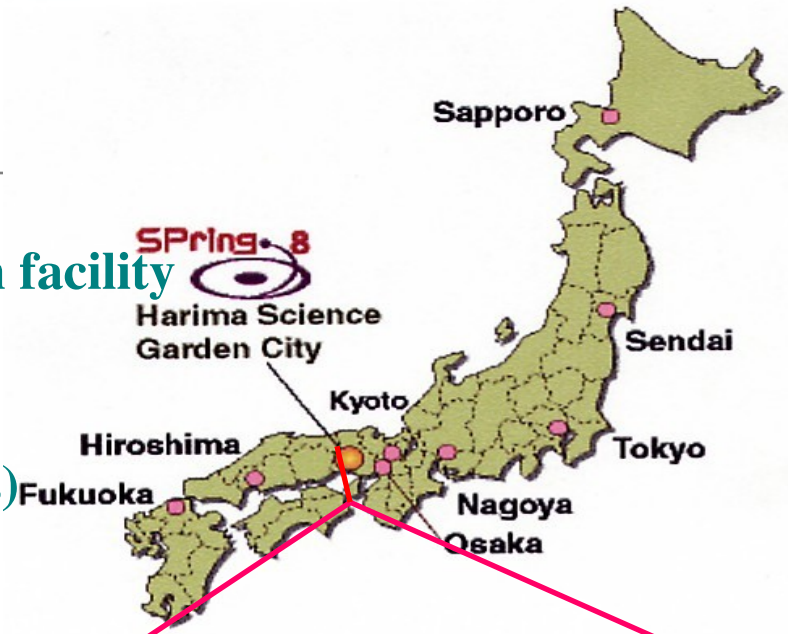 Sapporo
SPring-8
facility
Harima Science
Garden City
Sendai
Kyoto
Hiroshima
Tokyo
)
Fukuoka
Nagoya
Osaka